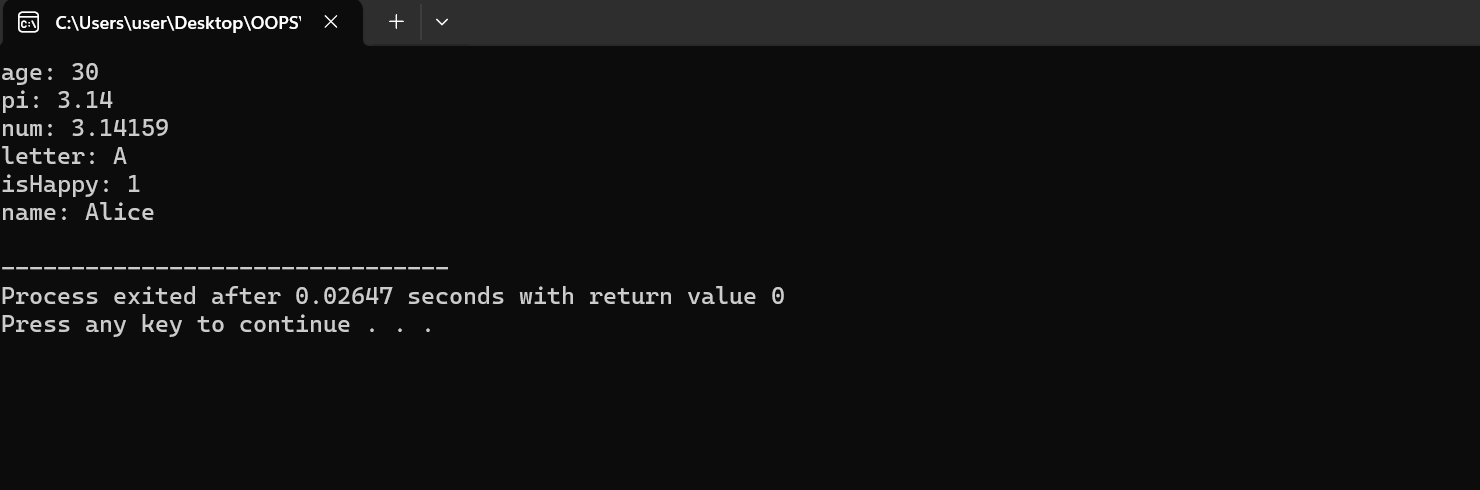 C:\Users\user\Desktop\OOPS\
age: 30
pi: 3.14
num: 3.14159
letter: A
isHappy: 1
name: Alice
--------------------------------
Process exited after 0.02647 seconds with return value 0
Press any key to continue . . .